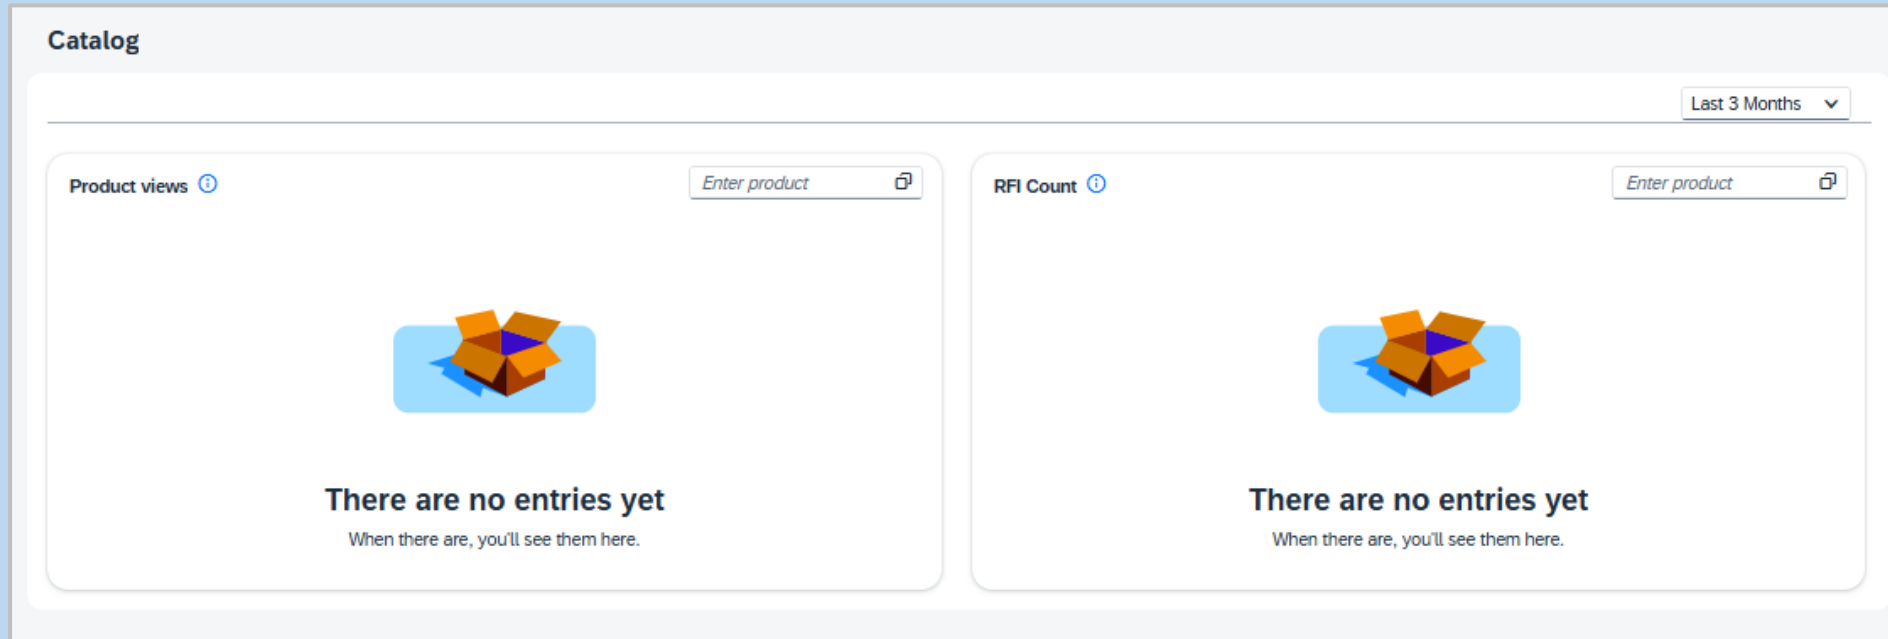 Catalog
Last 3 Months
Product views
Enter product
There are no entries yet
When there are, you'll see them here.
RFI Count
Enter product
There are no entries yet
When there are, you'll see them here.